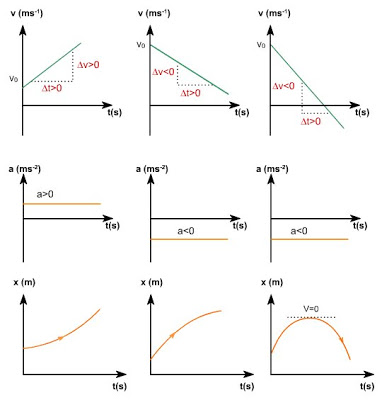 v (ms⁻¹)
v₀
Δv>0
Δt>0
t(s)
v (ms⁻¹)
v₀
Δv<0
Δt>0
t(s)
v (ms⁻¹)
v₀
Δv<0
Δt>0
t(s)
a (ms⁻²)
a>0
t(s)
a (ms⁻²)
a<0
t(s)
a (ms⁻²)
a<0
t(s)
x (m)
t(s)
x (m)
t(s)
x (m)
V=0
t(s)